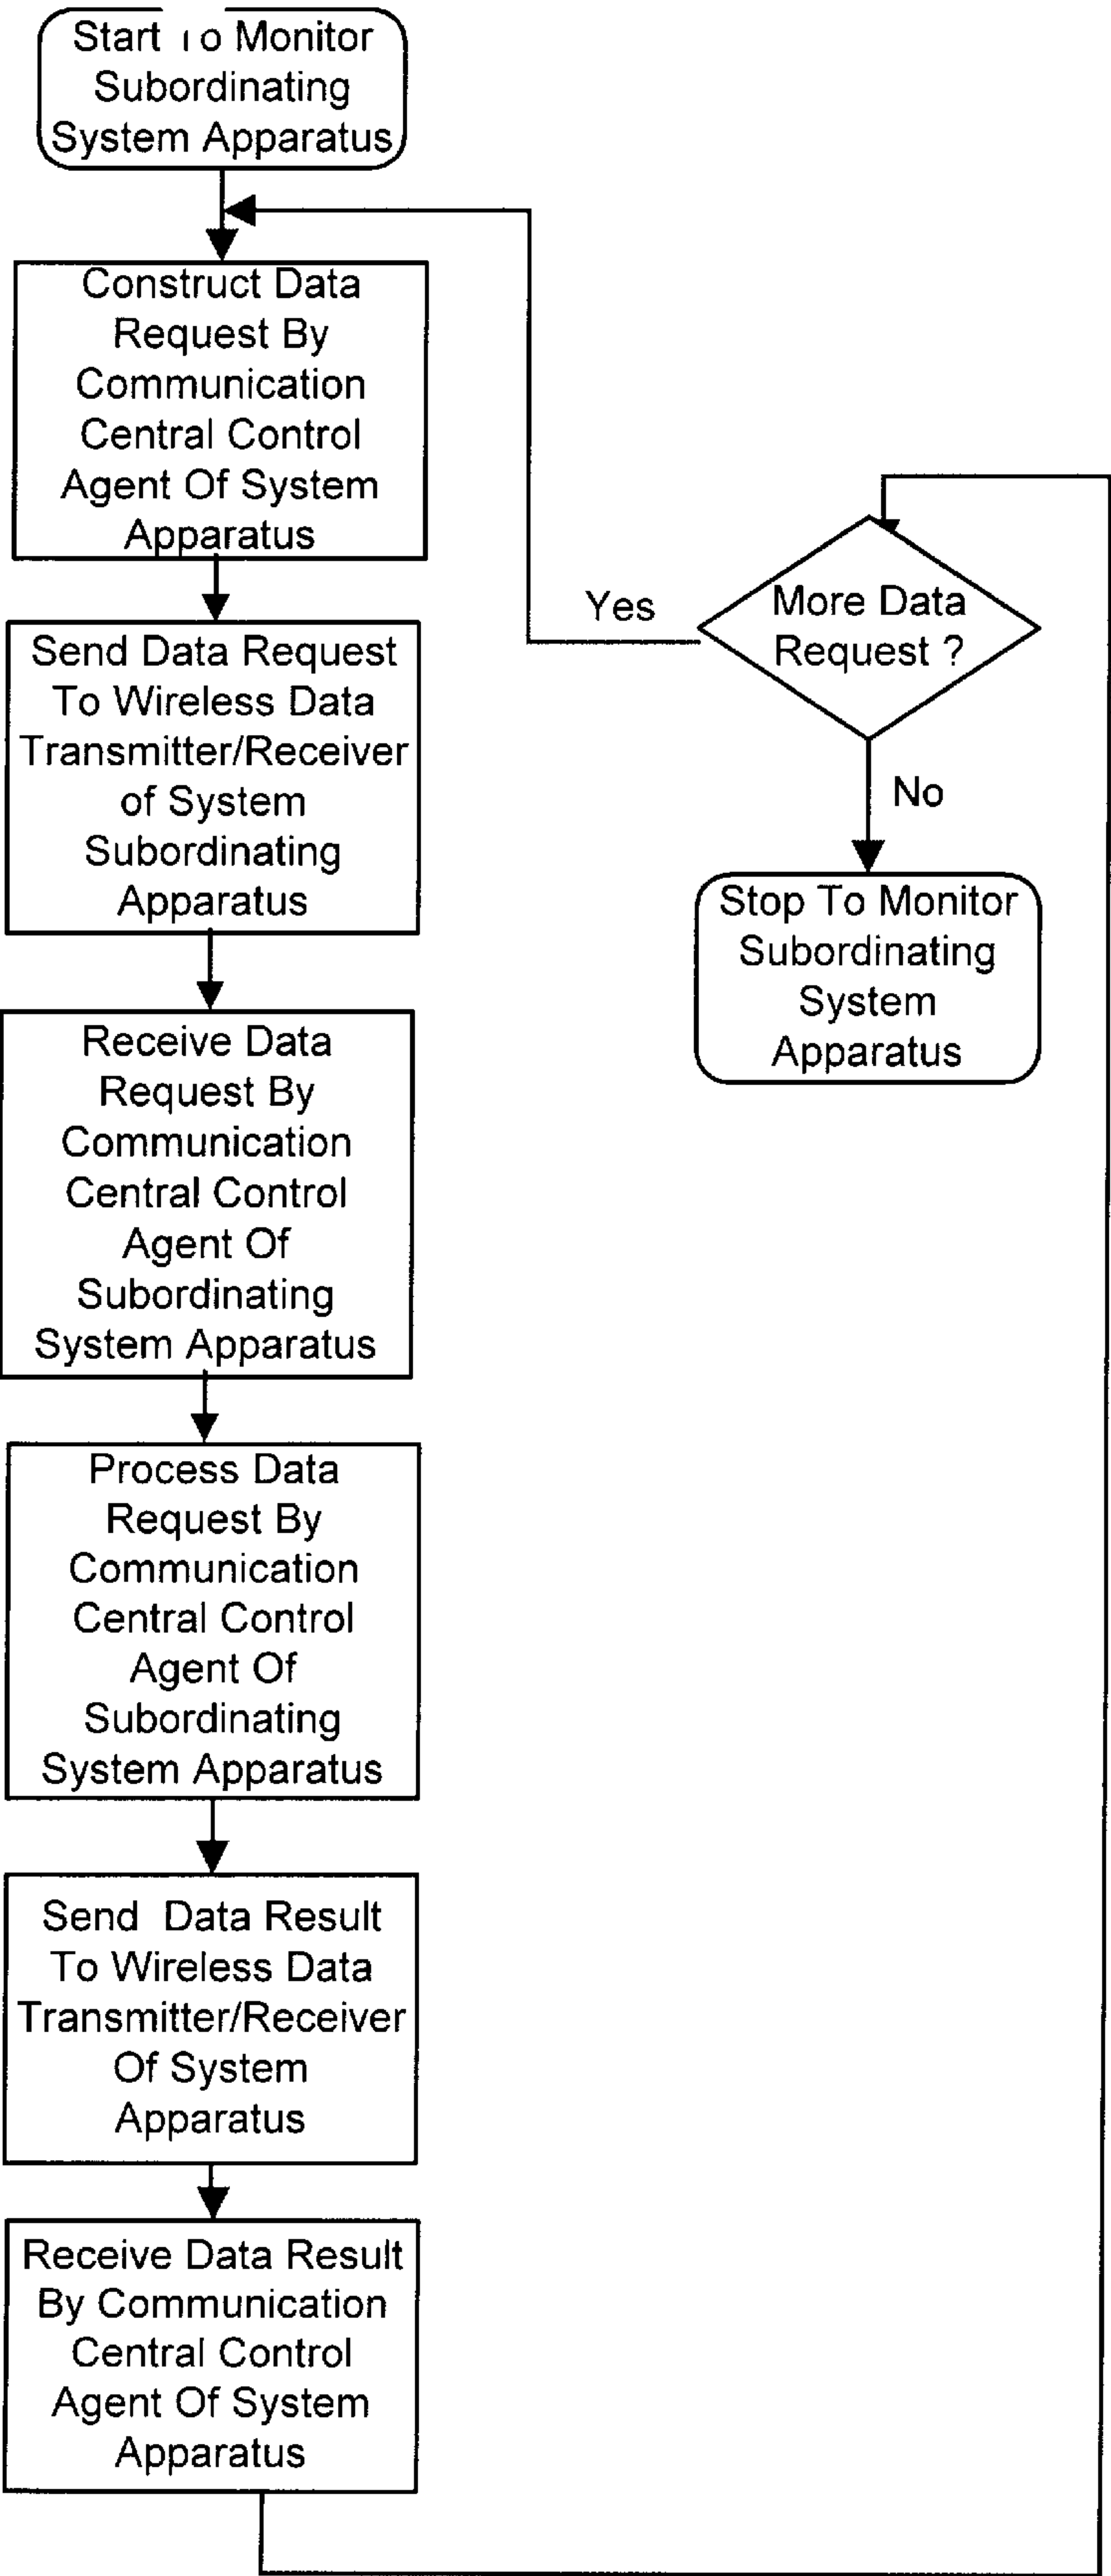 Start To Monitor
Subordinating
System Apparatus
Construct Data
Request By
Communication
Central Control
Agent Of System
Apparatus
Send Data Request
To Wireless Data
Transmitter/Receiver
of System
Subordinating
Apparatus
Receive Data
Request By
Communication
Central Control
Agent Of
Subordinating
System Apparatus
Process Data
Request By
Communication
Central Control
Agent Of
Subordinating
System Apparatus
Send Data Result
To Wireless Data
Transmitter/Receiver
Of System
Apparatus
Receive Data Result
By Communication
Central Control
Agent Of System
Apparatus
More Data
Request ?
Yes
No
Stop To Monitor
Subordinating
System
Apparatus